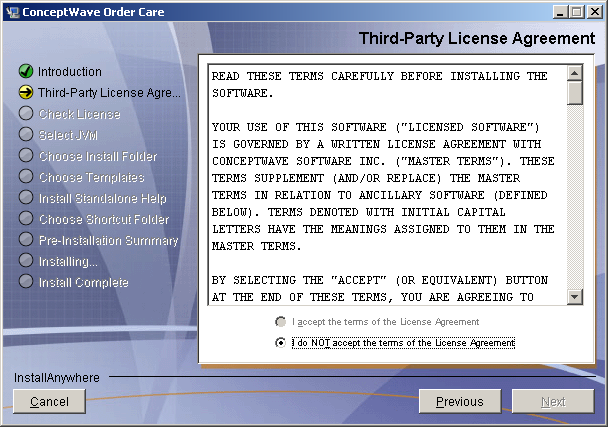 ConceptWave Order Care
Third-Party License Agreement
Introduction
Third-Party License Agre...
Check License
Select JVM
Choose Install Folder
Choose Templates
Install Standalone Help
Choose Shortcut Folder
Pre-Installation Summary
Installing...
Install Complete
READ THESE TERMS CAREFULLY BEFORE INSTALLING THE
SOFTWARE.
YOUR USE OF THIS SOFTWARE ("LICENSED SOFTWARE")
IS GOVERNED BY A WRITTEN LICENSE AGREEMENT WITH
CONCEPTWAVE SOFTWARE INC. ("MASTER TERMS"). THESE
TERMS SUPPLEMENT (AND/OR REPLACE) THE MASTER
TERMS IN RELATION TO ANCILLARY SOFTWARE (DEFINED
BELOW). TERMS DENOTED WITH INITIAL CAPITAL
LETTERS HAVE THE MEANINGS ASSIGNED TO THEM IN THE
MASTER TERMS.
BY SELECTING THE "ACCEPT" (OR EQUIVALENT) BUTTON
AT THE END OF THESE TERMS, YOU ARE AGREEING TO
I accept the terms of the License Agreement
I do NOT accept the terms of the License Agreement
InstallAnywhere
Cancel
Previous
Next